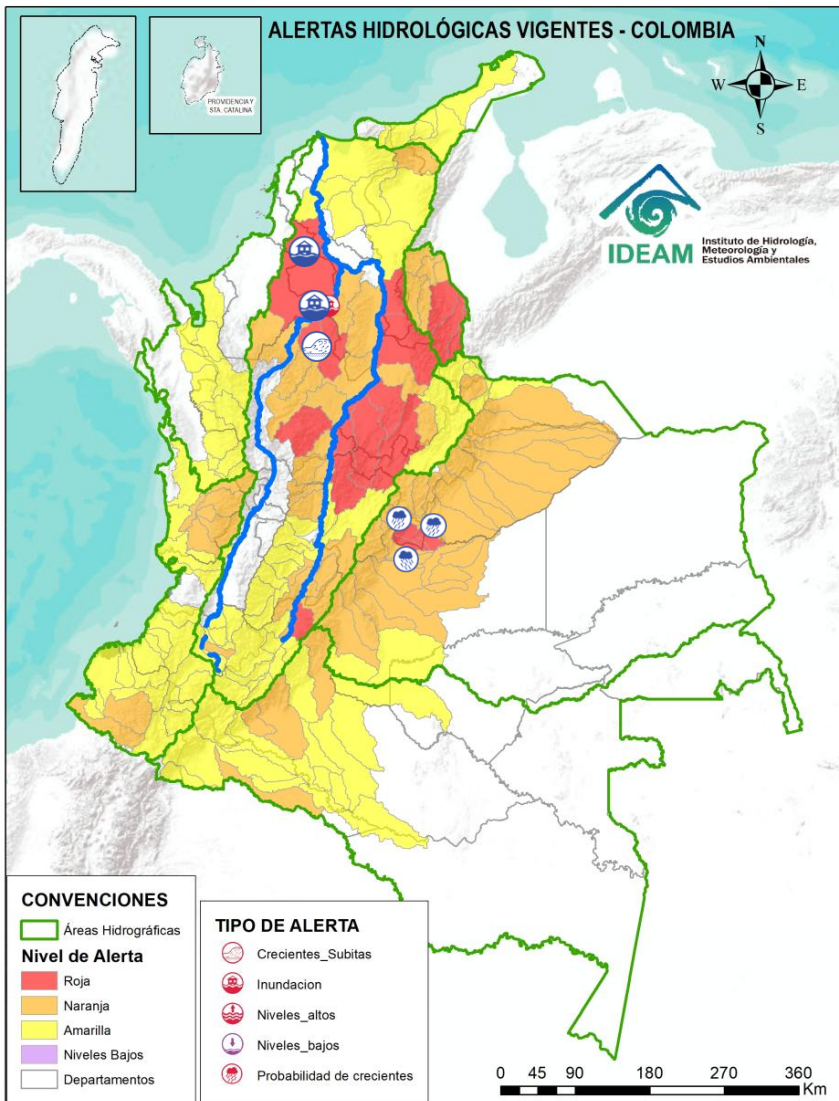 ALERTAS HIDROLÓGICAS VIGENTES - COLOMBIA
PROVIDENCIA Y
STA. CATALINA
N
W
E
S
IDEAM
Instituto de Hidrología,
Meteorología y
Estudios Ambientales
CONVENCIONES
Áreas Hidrográficas
Nivel de Alerta
Roja
Naranja
Amarilla
Niveles Bajos
Departamentos
TIPO DE ALERTA
Crecientes_Subitas
Inundacion
Niveles_altos
Niveles_bajos
Probabilidad de crecientes
0 45 90 180 270 360
Km